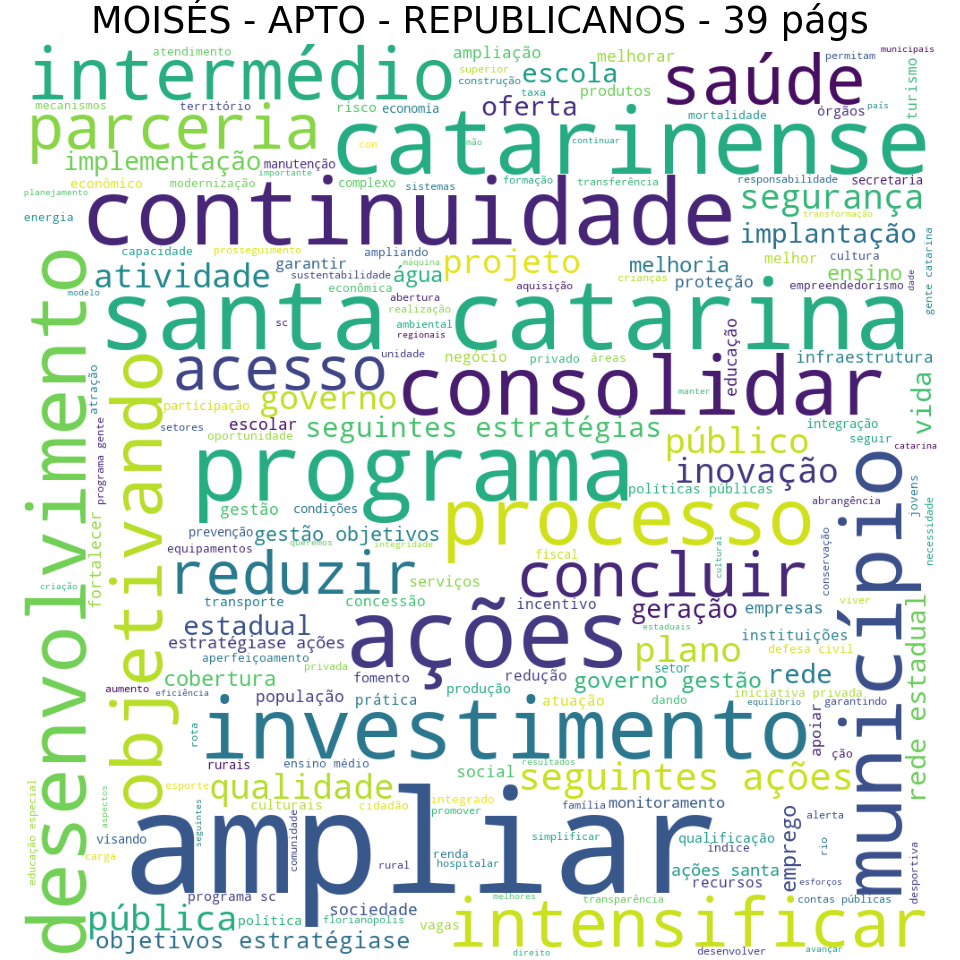 MOISÉS - APTO - REPUBLICANOS - 39 págs
atendimento
ampliação
melhorar
permitam
municipais
intermédio
superior
escola
saúde
turismo
construção
taxa
produtos
mecanismos
território
risco
economia
oferta
mortalidade
órgãos
país
parceria
catarinense
con
mão
continuar
implementação
manutenção
importante
econômico
modernização
complexo
sistemas
formação
transferência
responsabilidade
secretaria
planejamento
continuidade
segurança
energia
transformação
implantação
capacidade
prosseguimento
ampliando
garantir
máquina
projeto
melhoria
melhor
cultura
gente catarina
atividade
sustentabilidade
água
crianças
proteção
ensino
dade
modelo
econômica
aquisição
empreendedorismo
santa catarina
abertura
realização
sc
ambiental
regionais
desenvolvimento
objetivando
acesso
unidade
negócio
privado
áreas
educação
infraestrutura
atração
consolidar
manter
vida
participação
governo
integração
programa gente
setores
escolar
oportunidade
seguintes estratégias
público
seguir
catarina
programa
inovação
município
políticas públicas
jovens
gestão
condições
processo
abrangência
necessidade
fortalecer
prevenção
gestão objetivos
queremos
integridade
equipamentos
fiscal
cultural
conservação
criação
reduzir
serviços
concluir
transporte
concessão
incentivo
geração
empresas
viver
rede estadual
estadual
ações
estaduais
instituições
estratégiase ações
plano
defesa civil
aperfeiçoamento
privada
setor
cobertura
fomento
redução
governo gestão
rede
aumento
eficiência
população
prática
produção
atuação
dando
iniciativa privada
equilíbrio
garantindo
rota
investimento
apoiar
ção
rurais
ensino médio
resultados
social
seguintes ações
educação especial
aspectos
esporte
qualidade
integrado
família
monitoramento
culturais
cidadão
promover
emprego
alerta
carga
visando
seguintes
comunidade
ampliar
simplificar
qualificação
índice
rio
renda
hospitalar
rural
ações santa
recursos
esforços
desportiva
programa sc
melhores
transparência
contas públicas
pública
sociedade
política
florianópolis
vagas
intensificar
objetivos estratégiase
direito
desenvolver
avançar